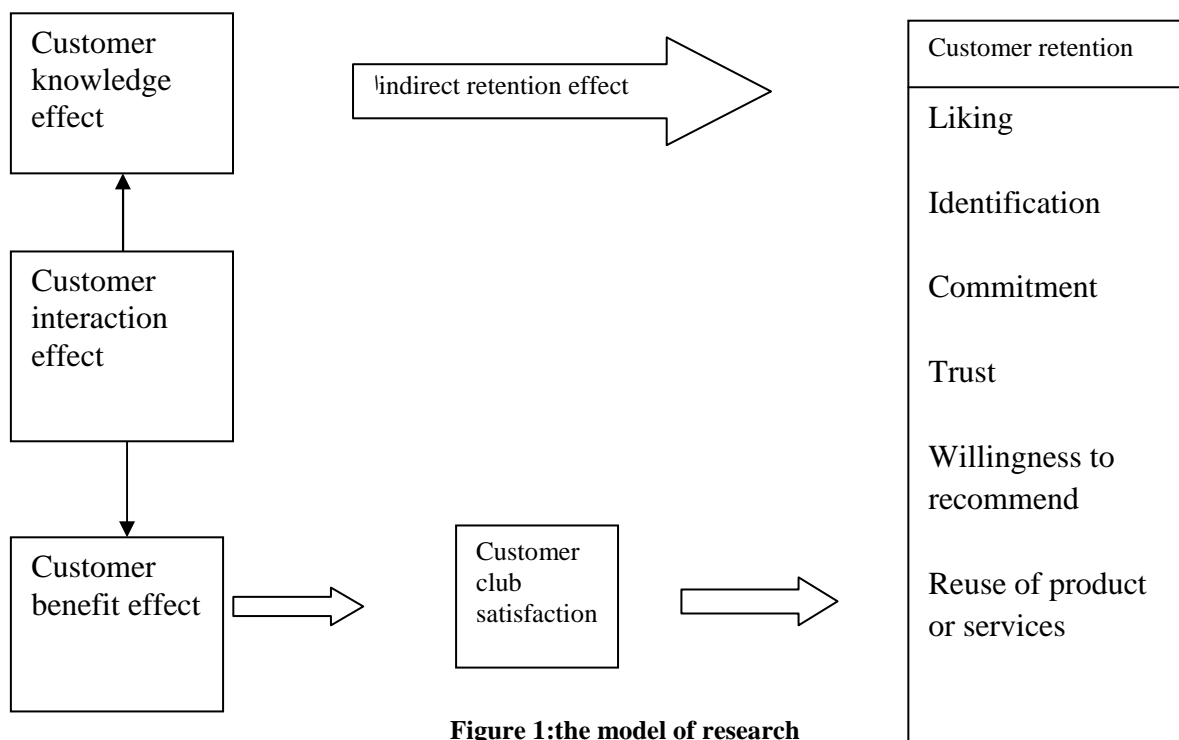 Customer
knowledge
effect
\indirect retention effect
Customer retention
Liking
Identification
Commitment
Trust
Willingness to
recommend
Reuse of product
or services
Customer
interaction
effect
Customer
benefit effect
Customer
club
satisfaction
Figure 1:the model of research